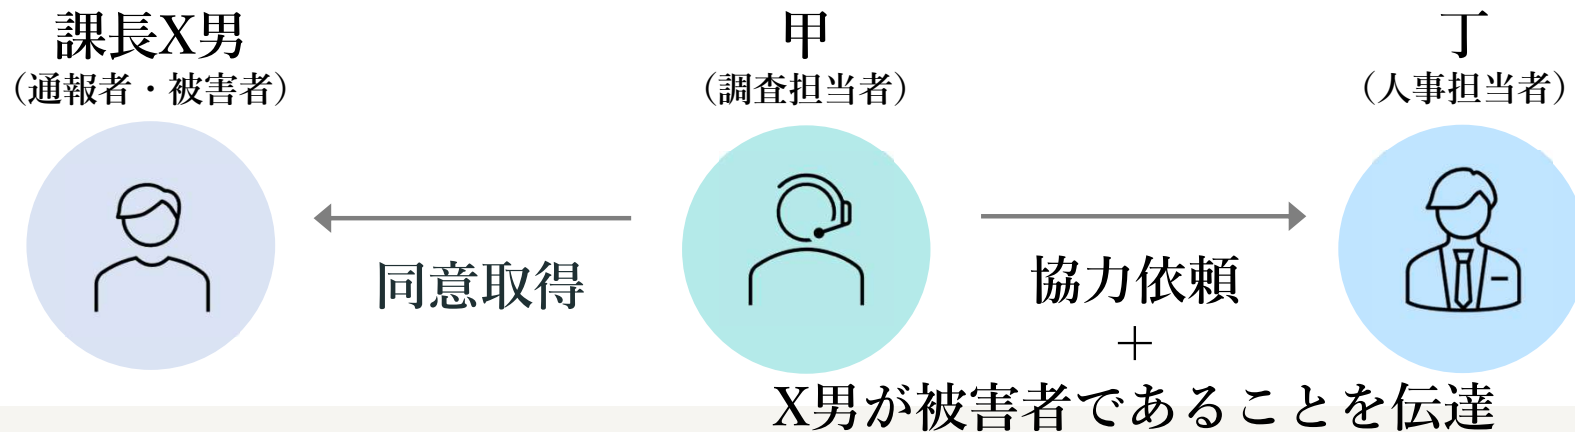 課長X男
（通報者・被害者）
甲
（調査担当者）
丁
（人事担当者）
同意取得
協力依頼
＋
X男が被害者であることを伝達